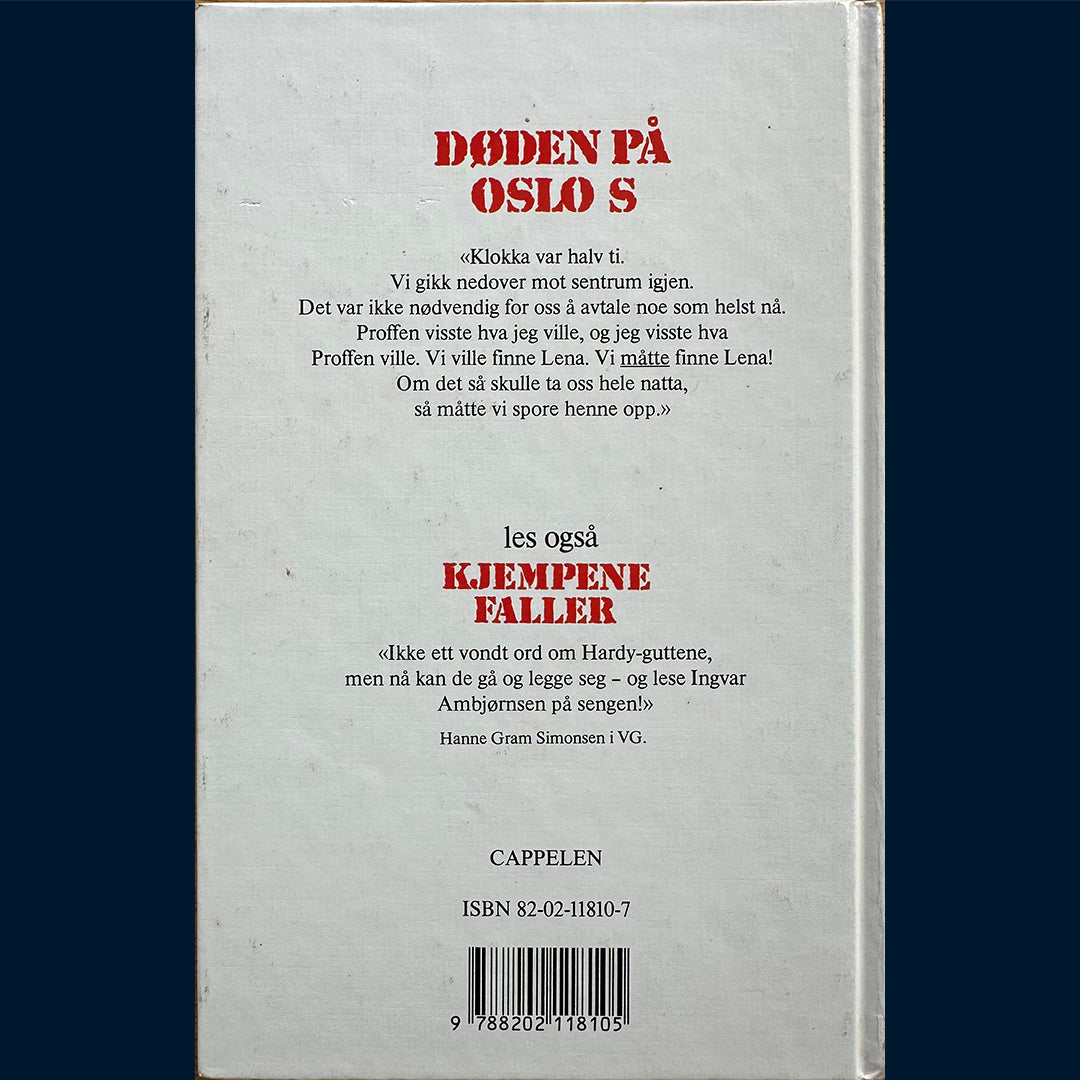 DØDEN PÅ
OSLO S
«Klokka var halv ti.
Vi gikk nedover mot sentrum igjen.
Det var ikke nødvendig for oss å avtale noe som helst nå.
Proffen visste hva jeg ville, og jeg visste hva
Proffen ville. Vi ville finne Lena. Vi måtte finne Lena!
Om det så skulle ta oss hele natta,
så måtte vi spore henne opp.»
les også
KJEMPENE
FALLER
«Ikke ett vondt ord om Hardy-guttene,
men nå kan de gå og legge seg – og lese Ingvar
Ambjørnsen på sengen!»
Hanne Gram Simonsen i VG.
CAPPELEN
ISBN 82-02-11810-7
9 788202 118105